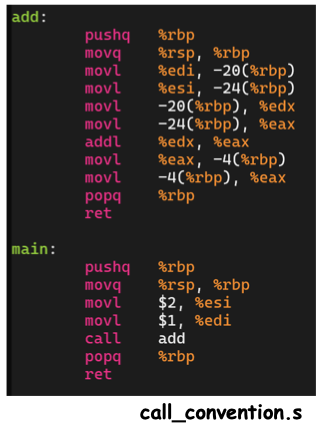 add:
pushq %rbp
movq %rsp, %rbp
movl %edi, -20(%rbp)
movl %esi, -24(%rbp)
movl -20(%rbp), %edx
movl -24(%rbp), %eax
addl %edx, %eax
movl %eax, -4(%rbp)
movl -4(%rbp), %eax
popq %rbp
ret
main:
pushq %rbp
movq %rsp, %rbp
movl $2, %esi
movl $1, %edi
call add
popq %rbp
ret
call_convention.s